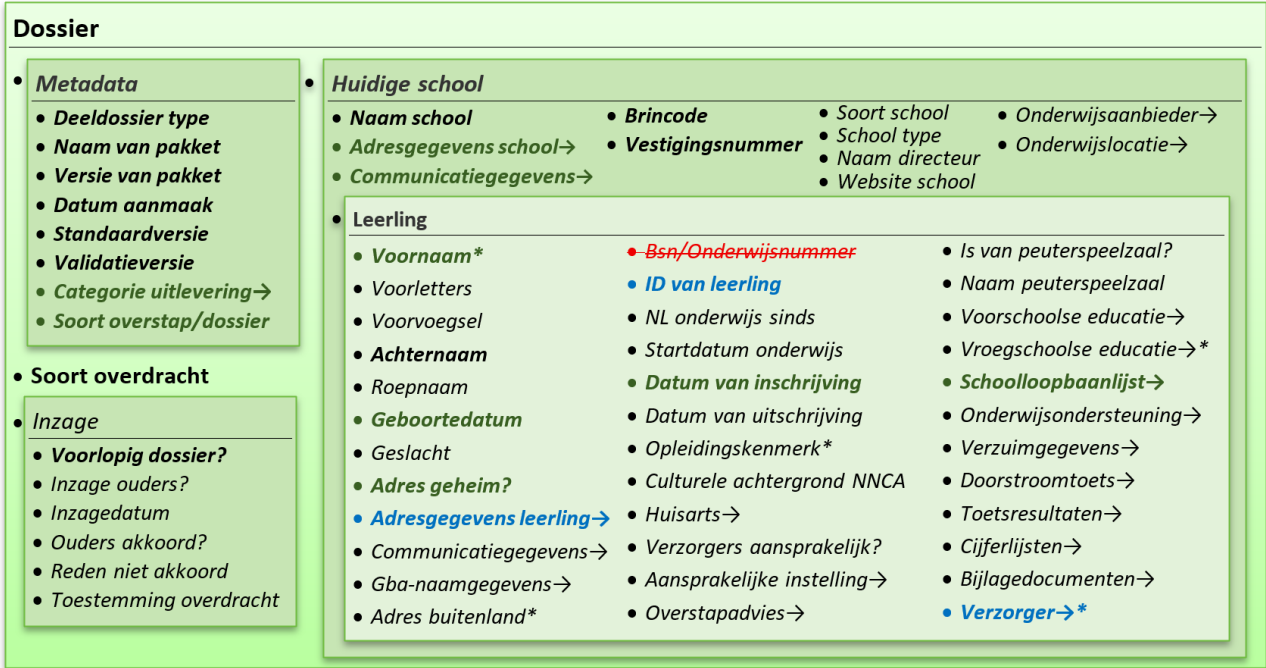 Dossier
• Metadata
• Deeldossier type
• Naam van pakket
• Versie van pakket
• Datum aanmaak
• Standaardversie
• Validatieversie
• Categorie uitlevering→
• Soort overstap/dossier
• Soort overdracht
• Inzage
• Voorlopig dossier?
• Inzage ouders?
• Inzagedatum
• Ouders akkoord?
• Reden niet akkoord
• Toestemming overdracht
• Huidige school
• Naam school
• Adresgegevens school→
• Communicatiegegevens→
• Brincode
• Vestigingsnummer
• Soort school
• School type
• Naam directeur
• Website school
• Onderwijsaanbieder→
• Onderwijslocatie→
• Leerling
• Voornaam*
• Voorletters
• Voorvoegsel
• Achternaam
• Roepnaam
• Geboortedatum
• Geslacht
• Adres geheim?
• Adresgegevens leerling→
• Communicatiegegevens→
• Gba-naamgegevens→
• Adres buitenland*
• Bsn/Onderwijsnummer
• ID van leerling
• NL onderwijs sinds
• Startdatum onderwijs
• Datum van inschrijving
• Datum van uitschrijving
• Opleidingskenmerk*
• Culturele achtergrond NNCA
• Huisarts→
• Verzorgers aansprakelijk?
• Aansprakelijke instelling→
• Overstapadvies→
• Is van peuterspeelzaal?
• Naam peuterspeelzaal
• Voorschoolse educatie→
• Vroegschoolse educatie→*
• Schoolloopbaanlijst→
• Onderwijsondersteuning→
• Verzuimgegevens→
• Doorstroomtoets→
• Toetsresultaten→
• Cijferlijsten→
• Bijlagedocumenten→
• Verzorger→*